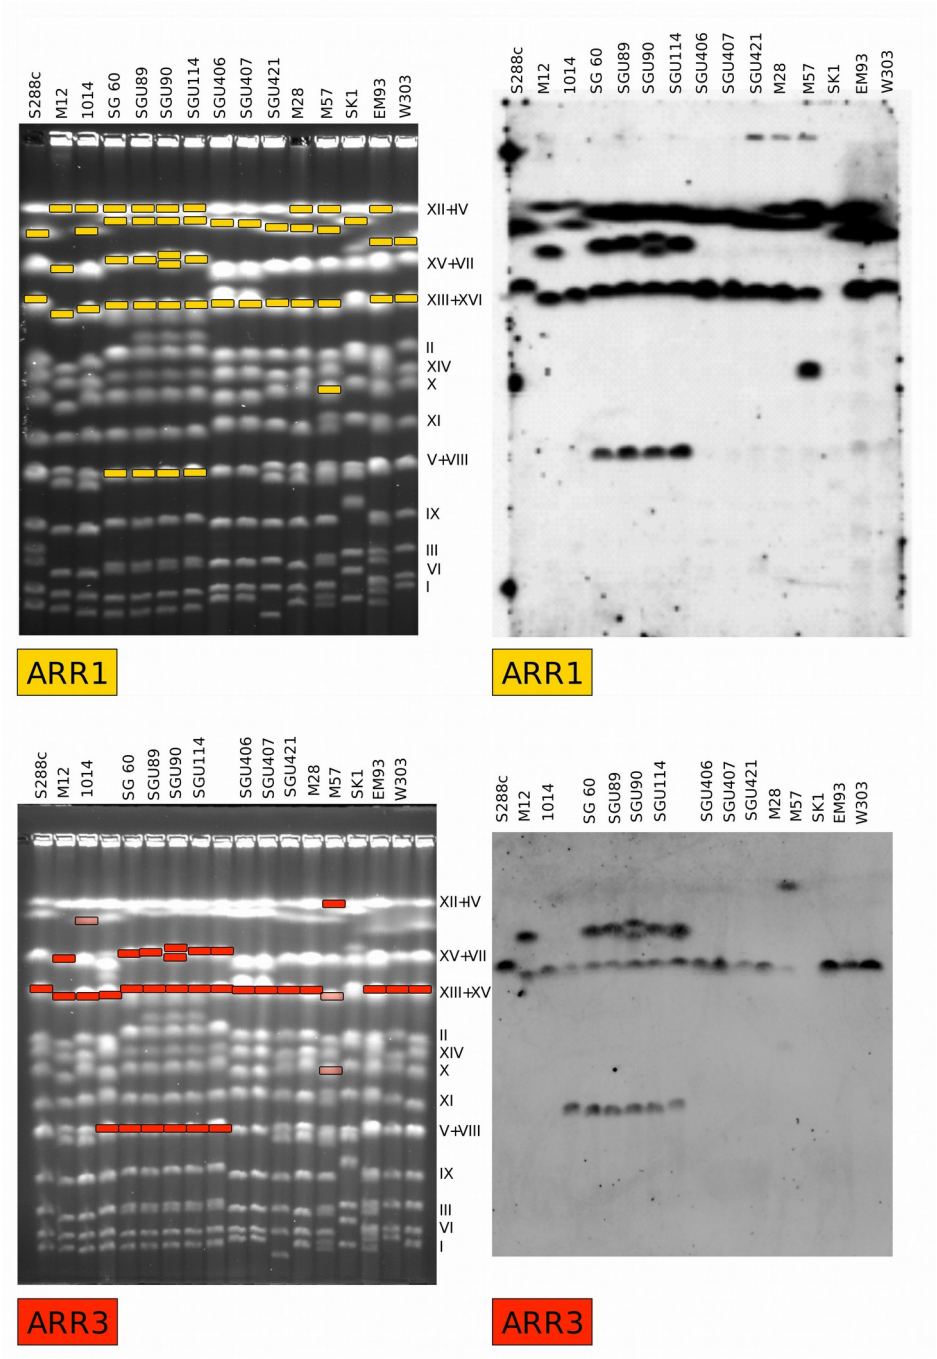 S288c M12 1014 SG 60 SGU89 SGU90 SGU114 SGU406 SGU407 SGU421 M28 M57 SK1 EM93 W303
S288c M12 1014 SG 60 SGU89 SGU90 SGU114 SGU406 SGU407 SGU421 M28 M57 SK1 EM93 W303
XII+IV
XV+VII
XIII+XVI
II
XIV
X
XI
V+VIII
IX
III
VI
I
ARR1
ARR1
S288c M12 1014 SG 60 SGU89 SGU90 SGU114 SGU406 SGU407 SGU421 M28 M57 SK1 EM93 W303
S288c M12 1014 SG 60 SGU89 SGU90 SGU114 SGU406 SGU407 SGU421 M28 M57 SK1 EM93 W303
XII+IV
XV+VII
XIII+XV
II
XIV
X
XI
V+VIII
IX
III
VI
I
ARR3
ARR3